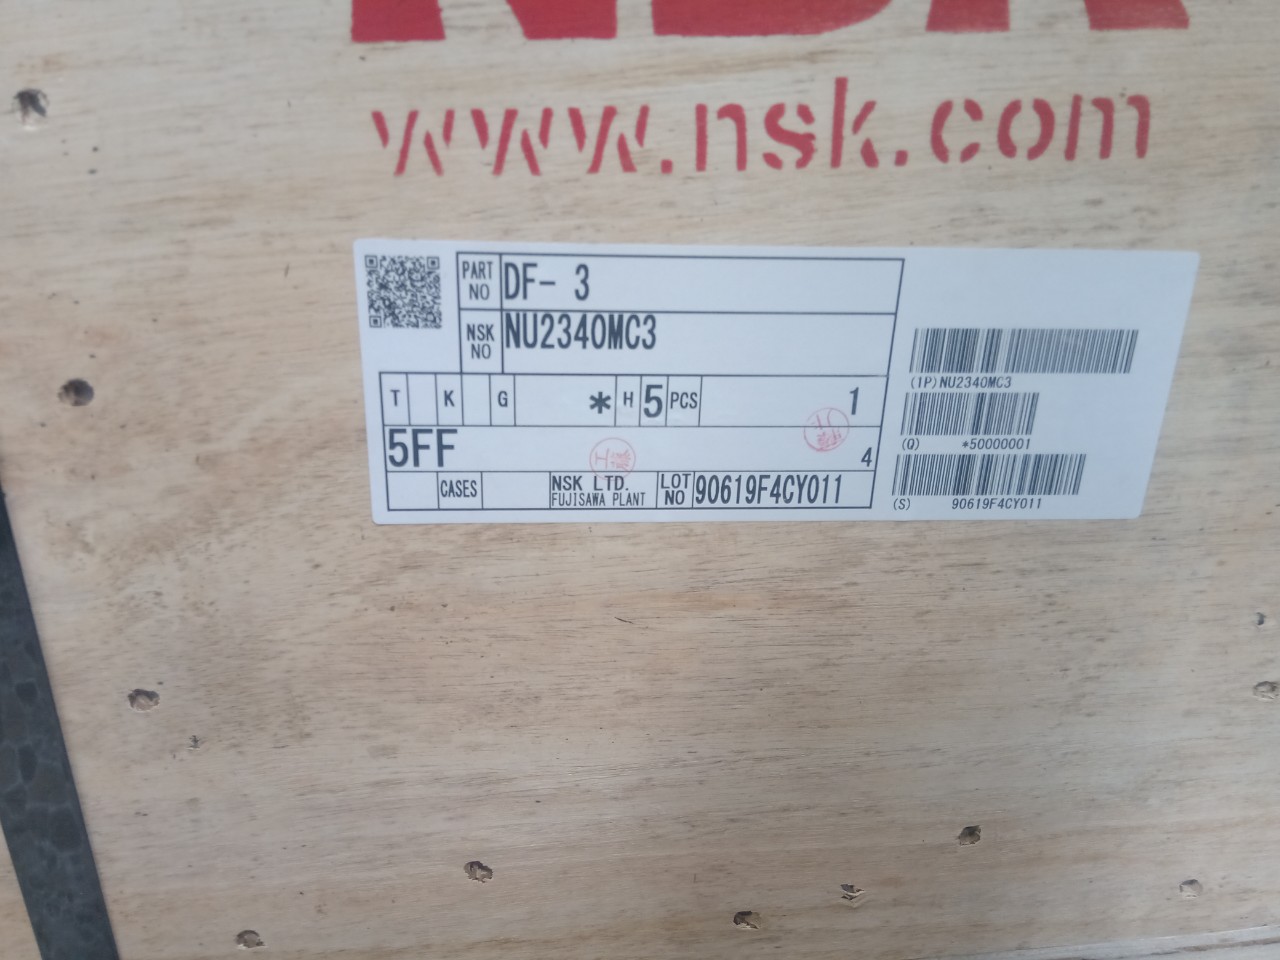 NSK
www.nsk.com
PART NO DF- 3
NSK NO NU2340MC3
T K G * H 5 PCS 1
5FF 4
CASES NSK LTD. FUJISAWA PLANT LOT NO 90619F4CY011
(1P)NU2340MC3
(Q) *50000001
(S) 90619F4CY011